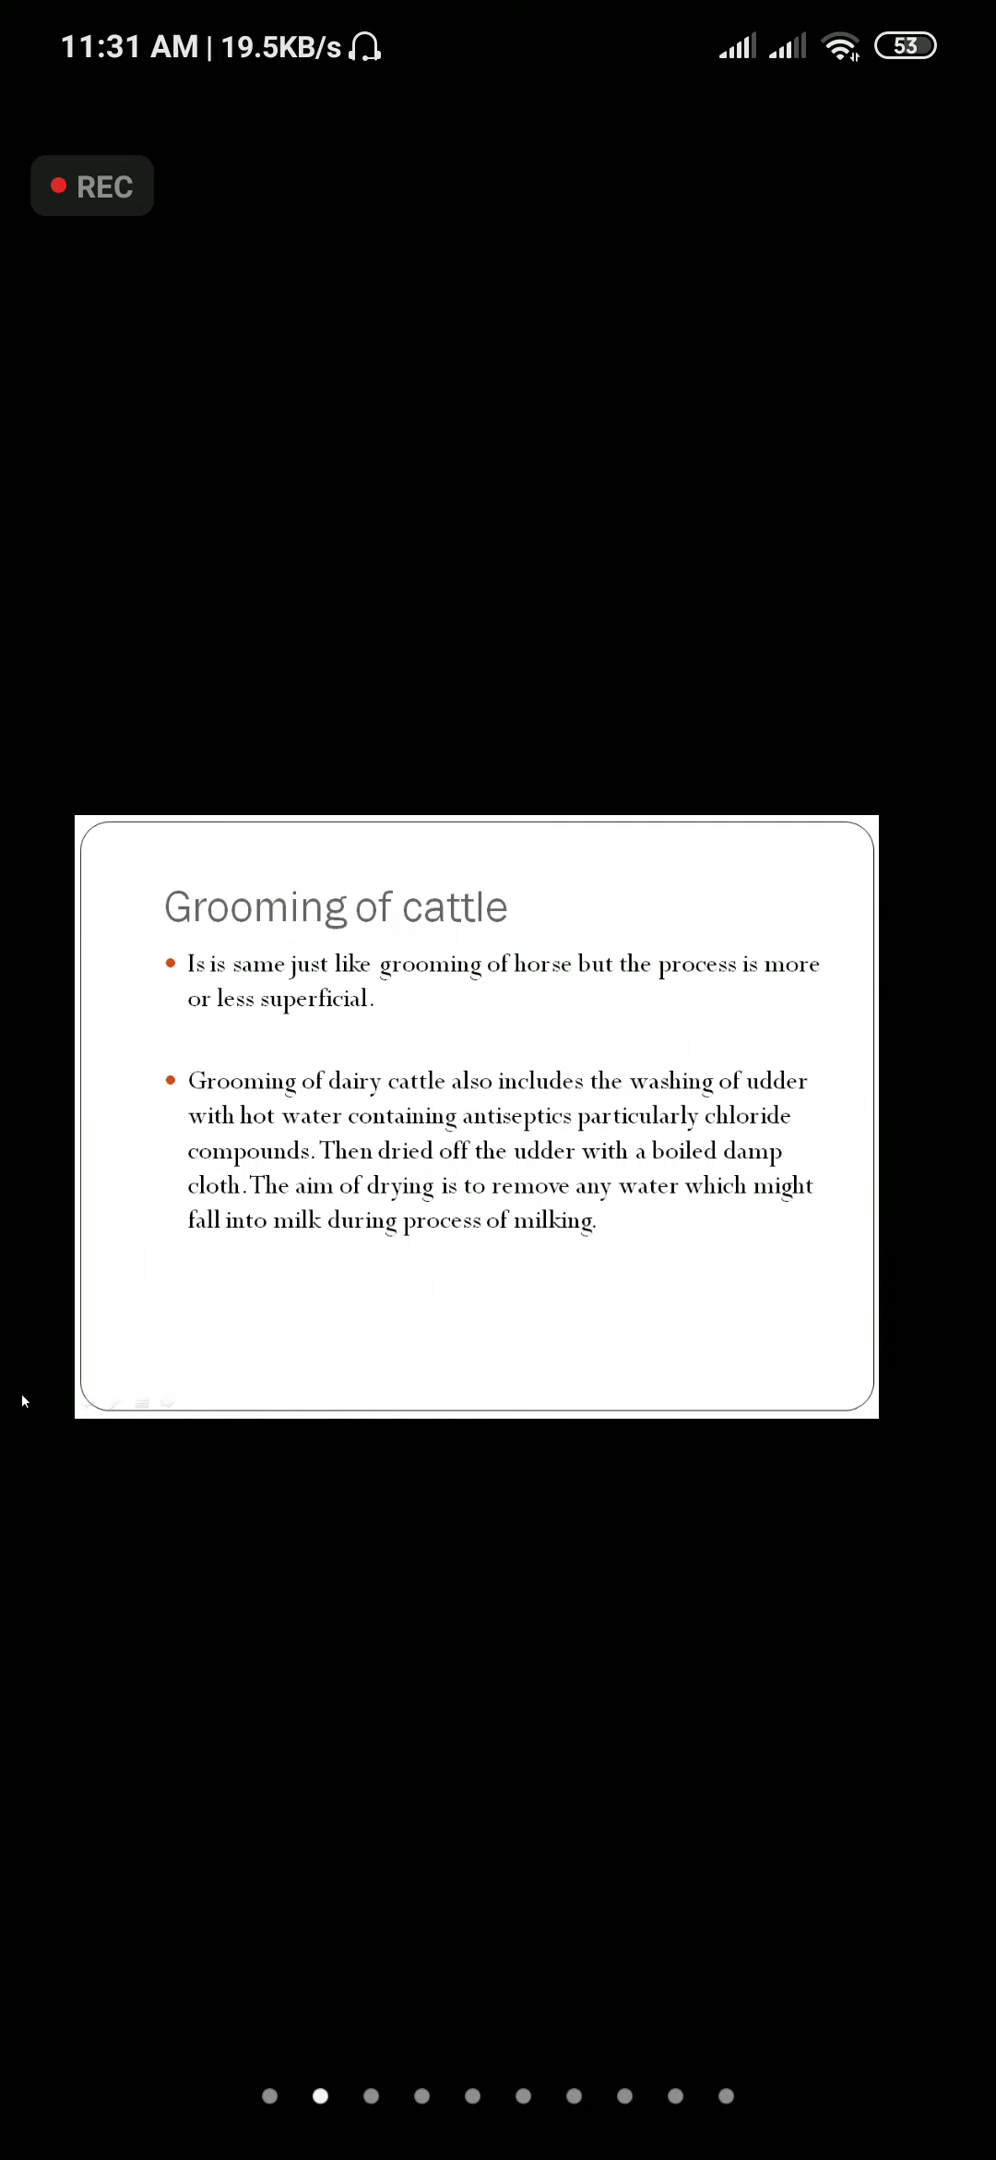 11:31 AM | 19.5KB/s
53
REC
Grooming of cattle
Is is same just like grooming of horse but the process is more
or less superficial.
Grooming of dairy cattle also includes the washing of udder
with hot water containing antiseptics particularly chloride
compounds. Then dried off the udder with a boiled damp
cloth. The aim of drying is to remove any water which might
fall into milk during process of milking.